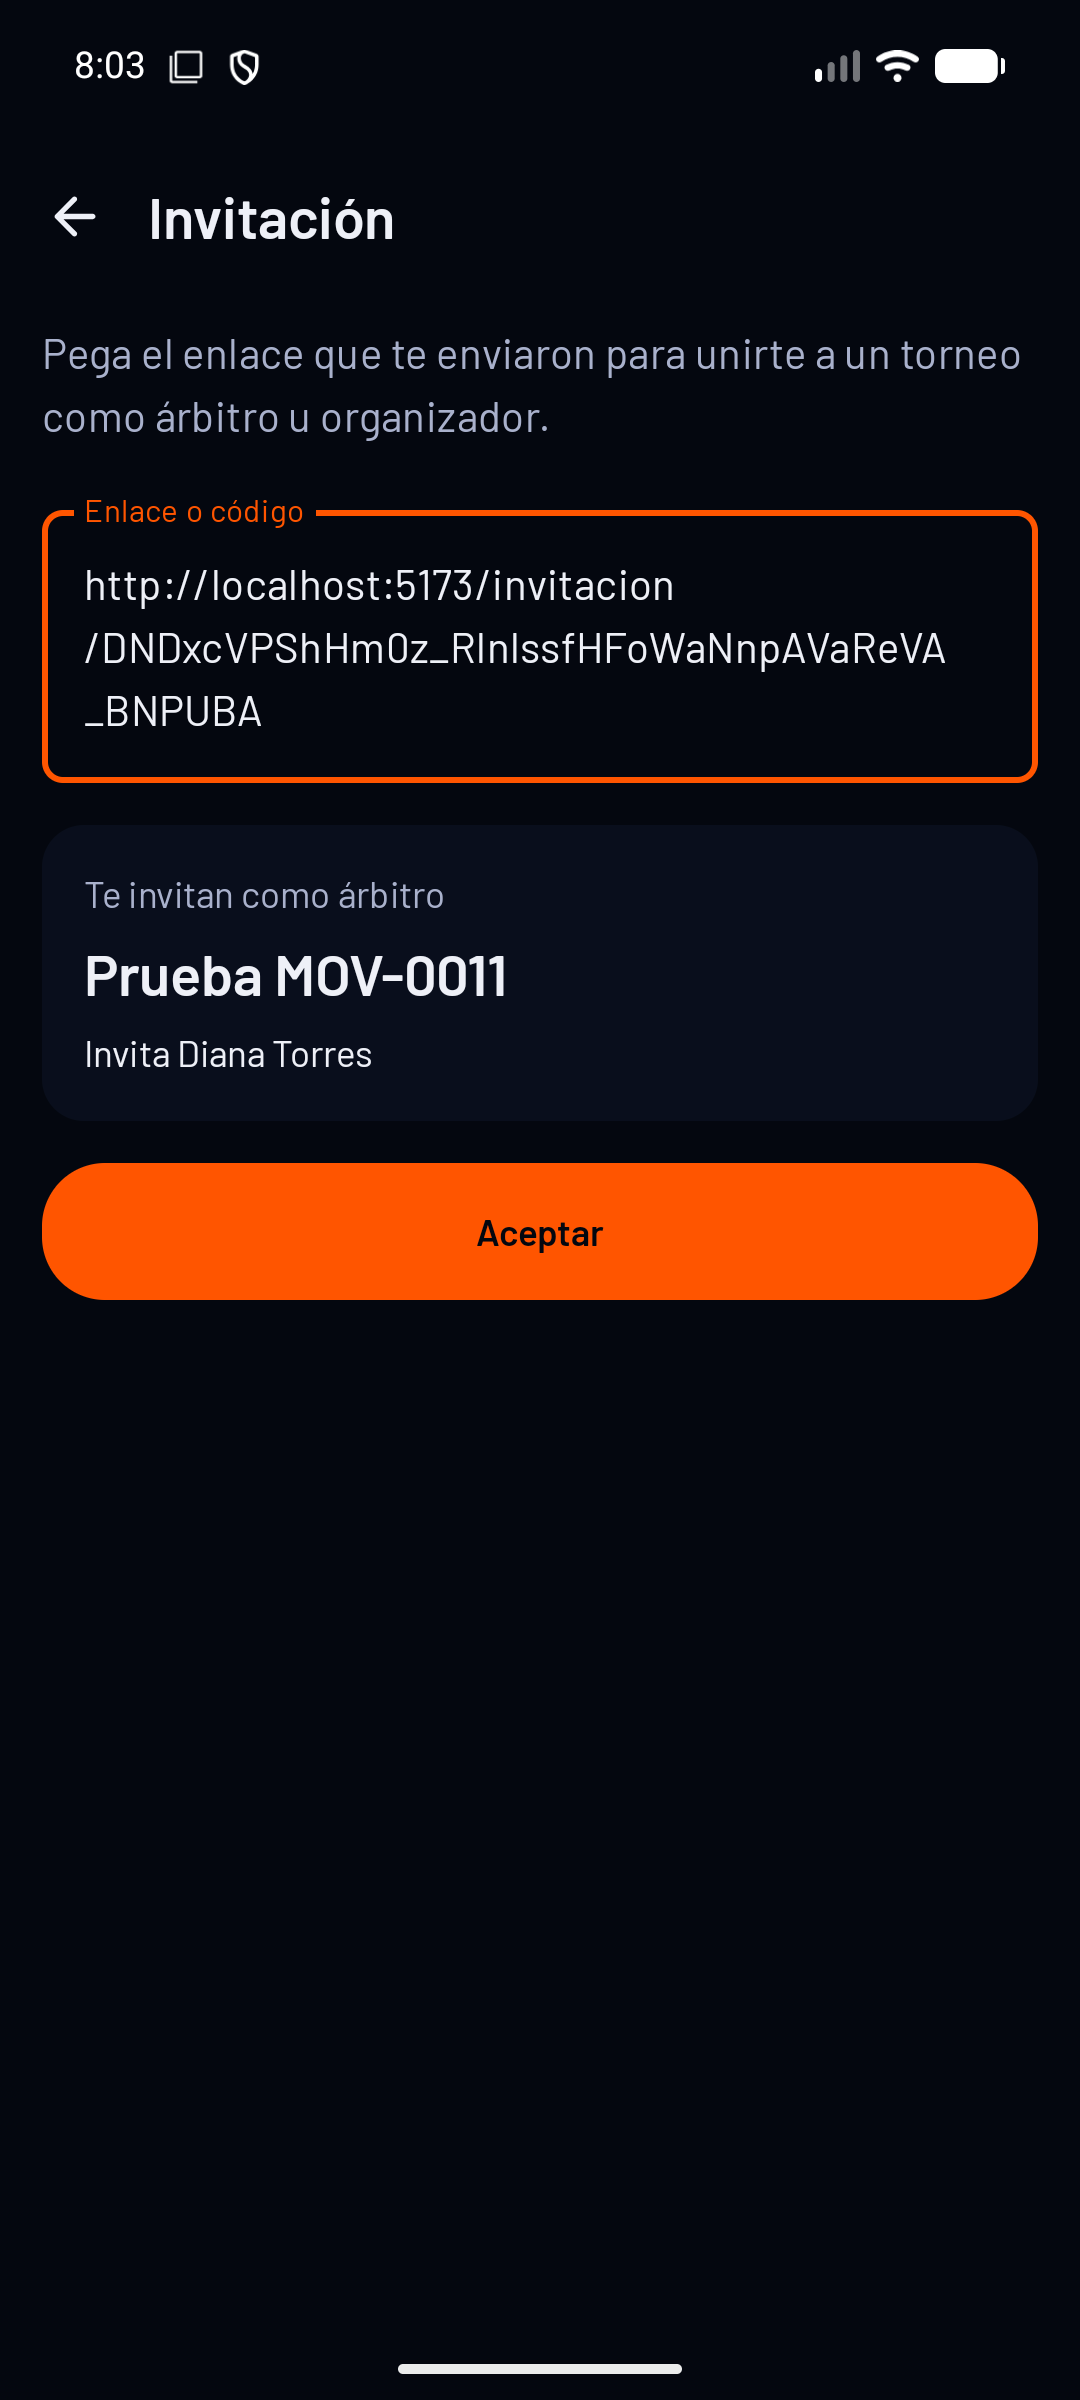 8:03
Invitación
Pega el enlace que te enviaron para unirte a un torneo
como árbitro u organizador.
Enlace o código
http://localhost:5173/invitacion
/DNDxcVPShHm0z_RInIssfHFoWaNnpAVaReVA
_BNPUBA
Te invitan como árbitro
Prueba MOV-0011
Invita Diana Torres
Aceptar